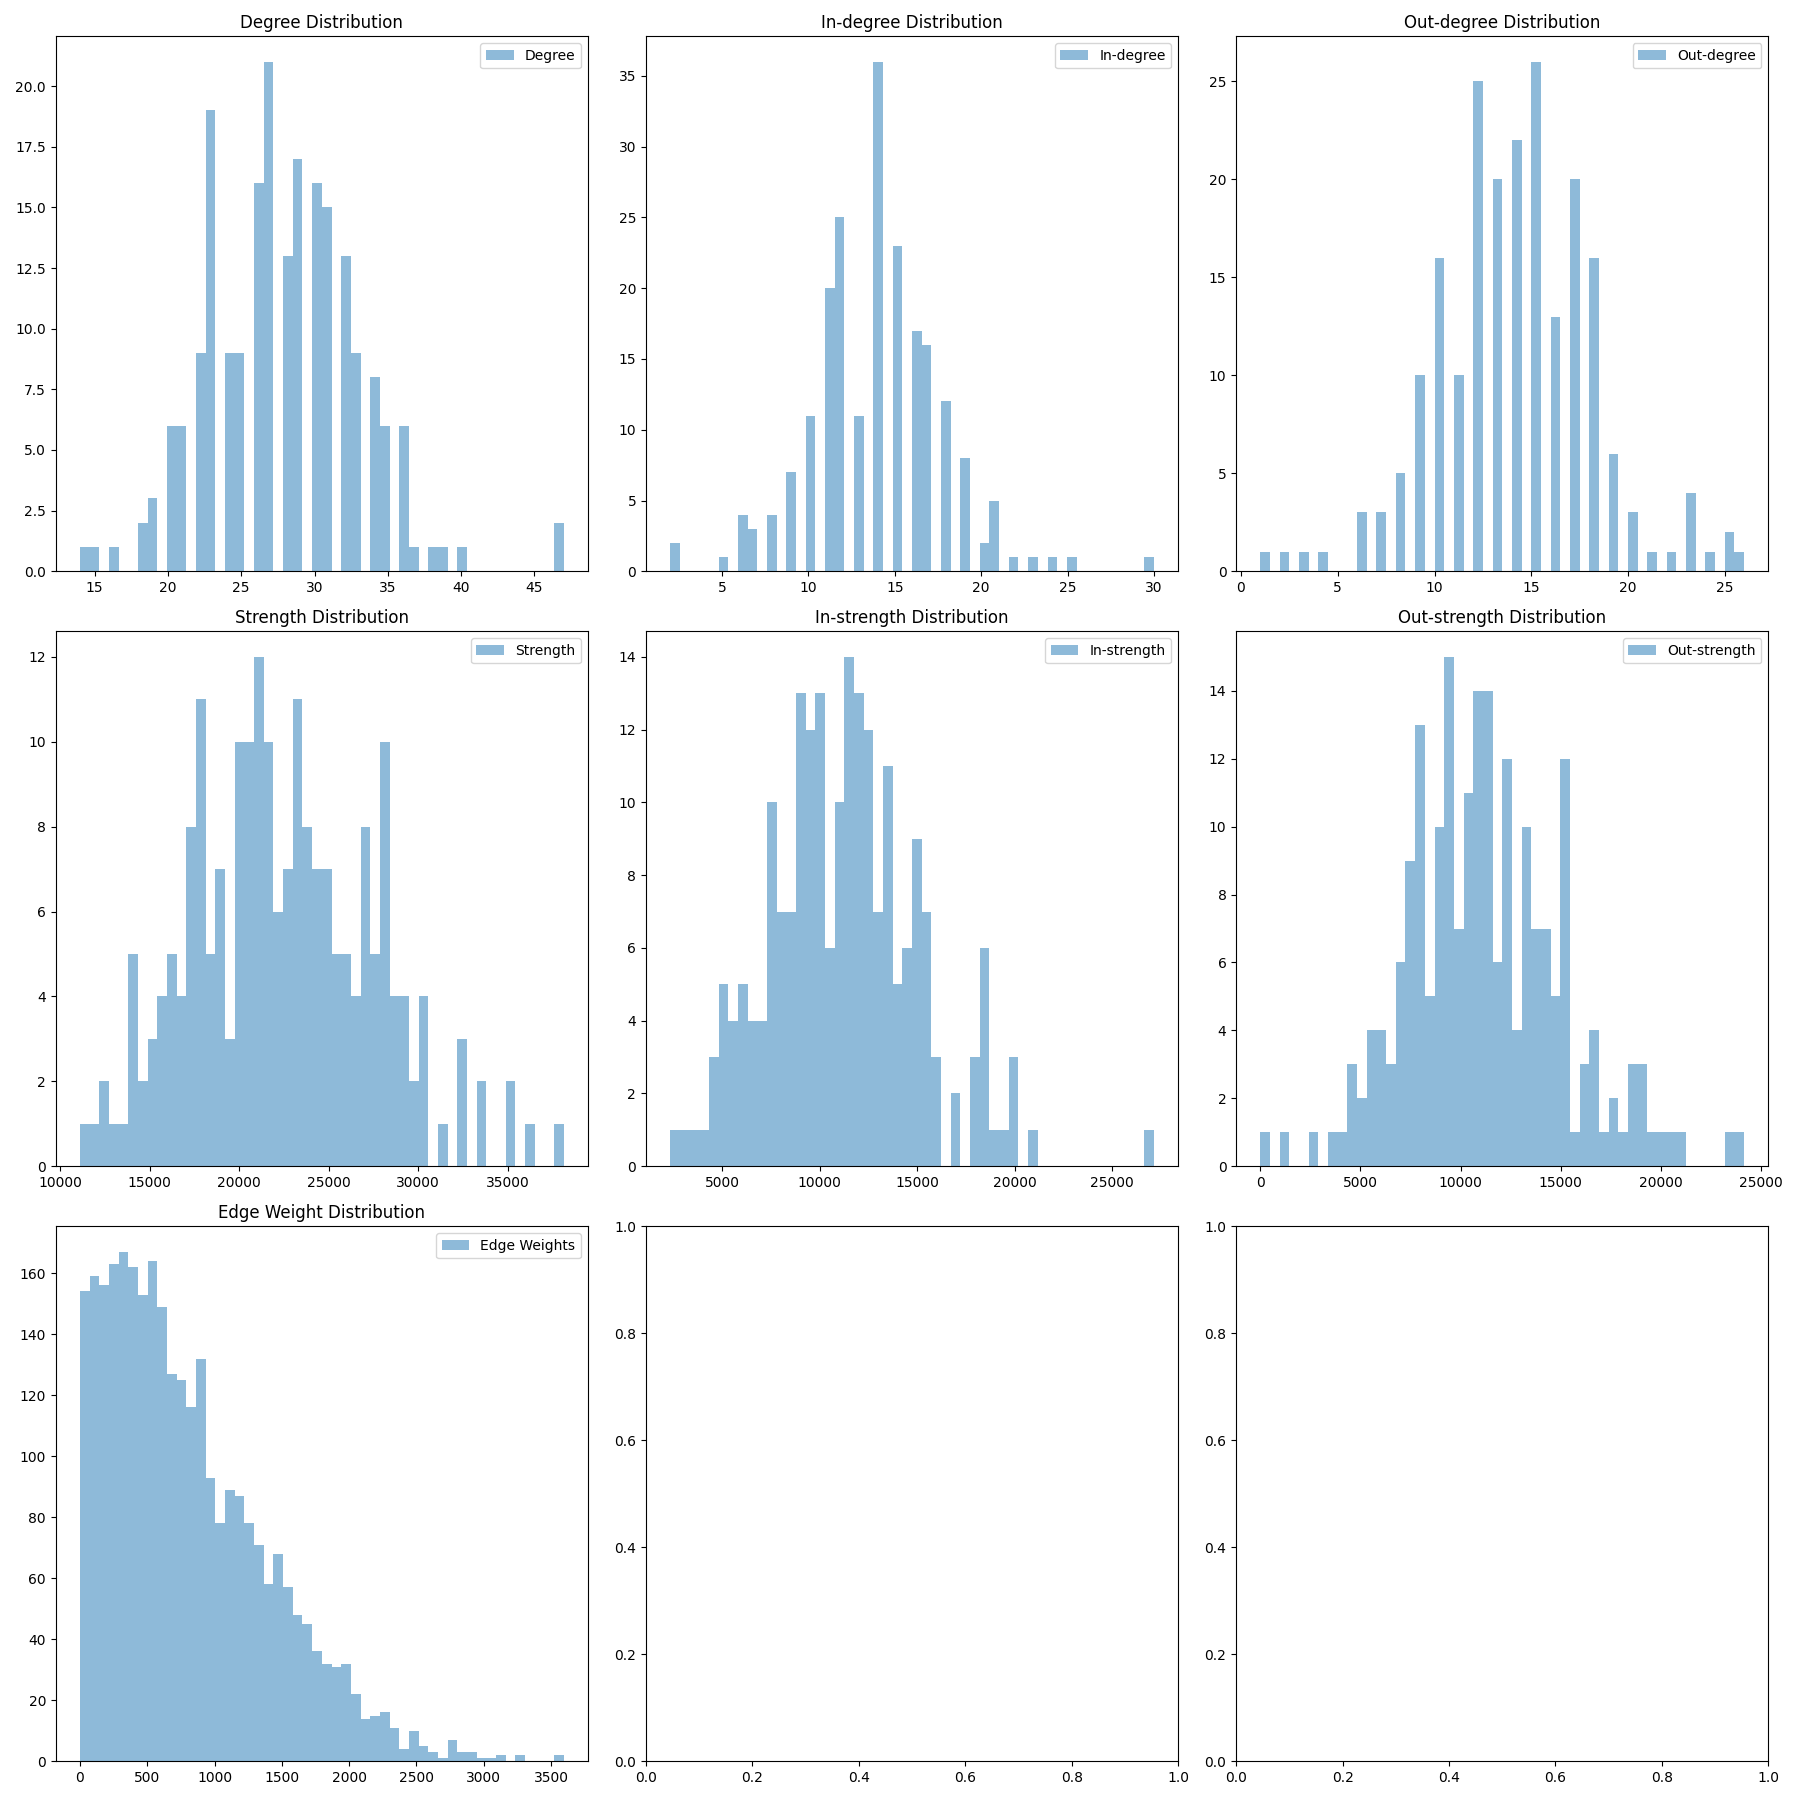 Degree Distribution
Degree
20.0
17.5
15.0
12.5
10.0
7.5
5.0
2.5
0.0
15 20 25 30 35 40 45
In-degree Distribution
In-degree
35
30
25
20
15
10
5
0
5 10 15 20 25 30
Out-degree Distribution
Out-degree
25
20
15
10
5
0
0 5 10 15 20 25
Strength Distribution
Strength
12
10
8
6
4
2
0
10000 15000 20000 25000 30000 35000
In-strength Distribution
In-strength
14
12
10
8
6
4
2
0
5000 10000 15000 20000 25000
Out-strength Distribution
Out-strength
14
12
10
8
6
4
2
0
0 5000 10000 15000 20000 25000
Edge Weight Distribution
Edge Weights
160
140
120
100
80
60
40
20
0
0 500 1000 1500 2000 2500 3000 3500
1.0
0.8
0.6
0.4
0.2
0.0
0.0 0.2 0.4 0.6 0.8 1.0
1.0
0.8
0.6
0.4
0.2
0.0
0.0 0.2 0.4 0.6 0.8 1.0